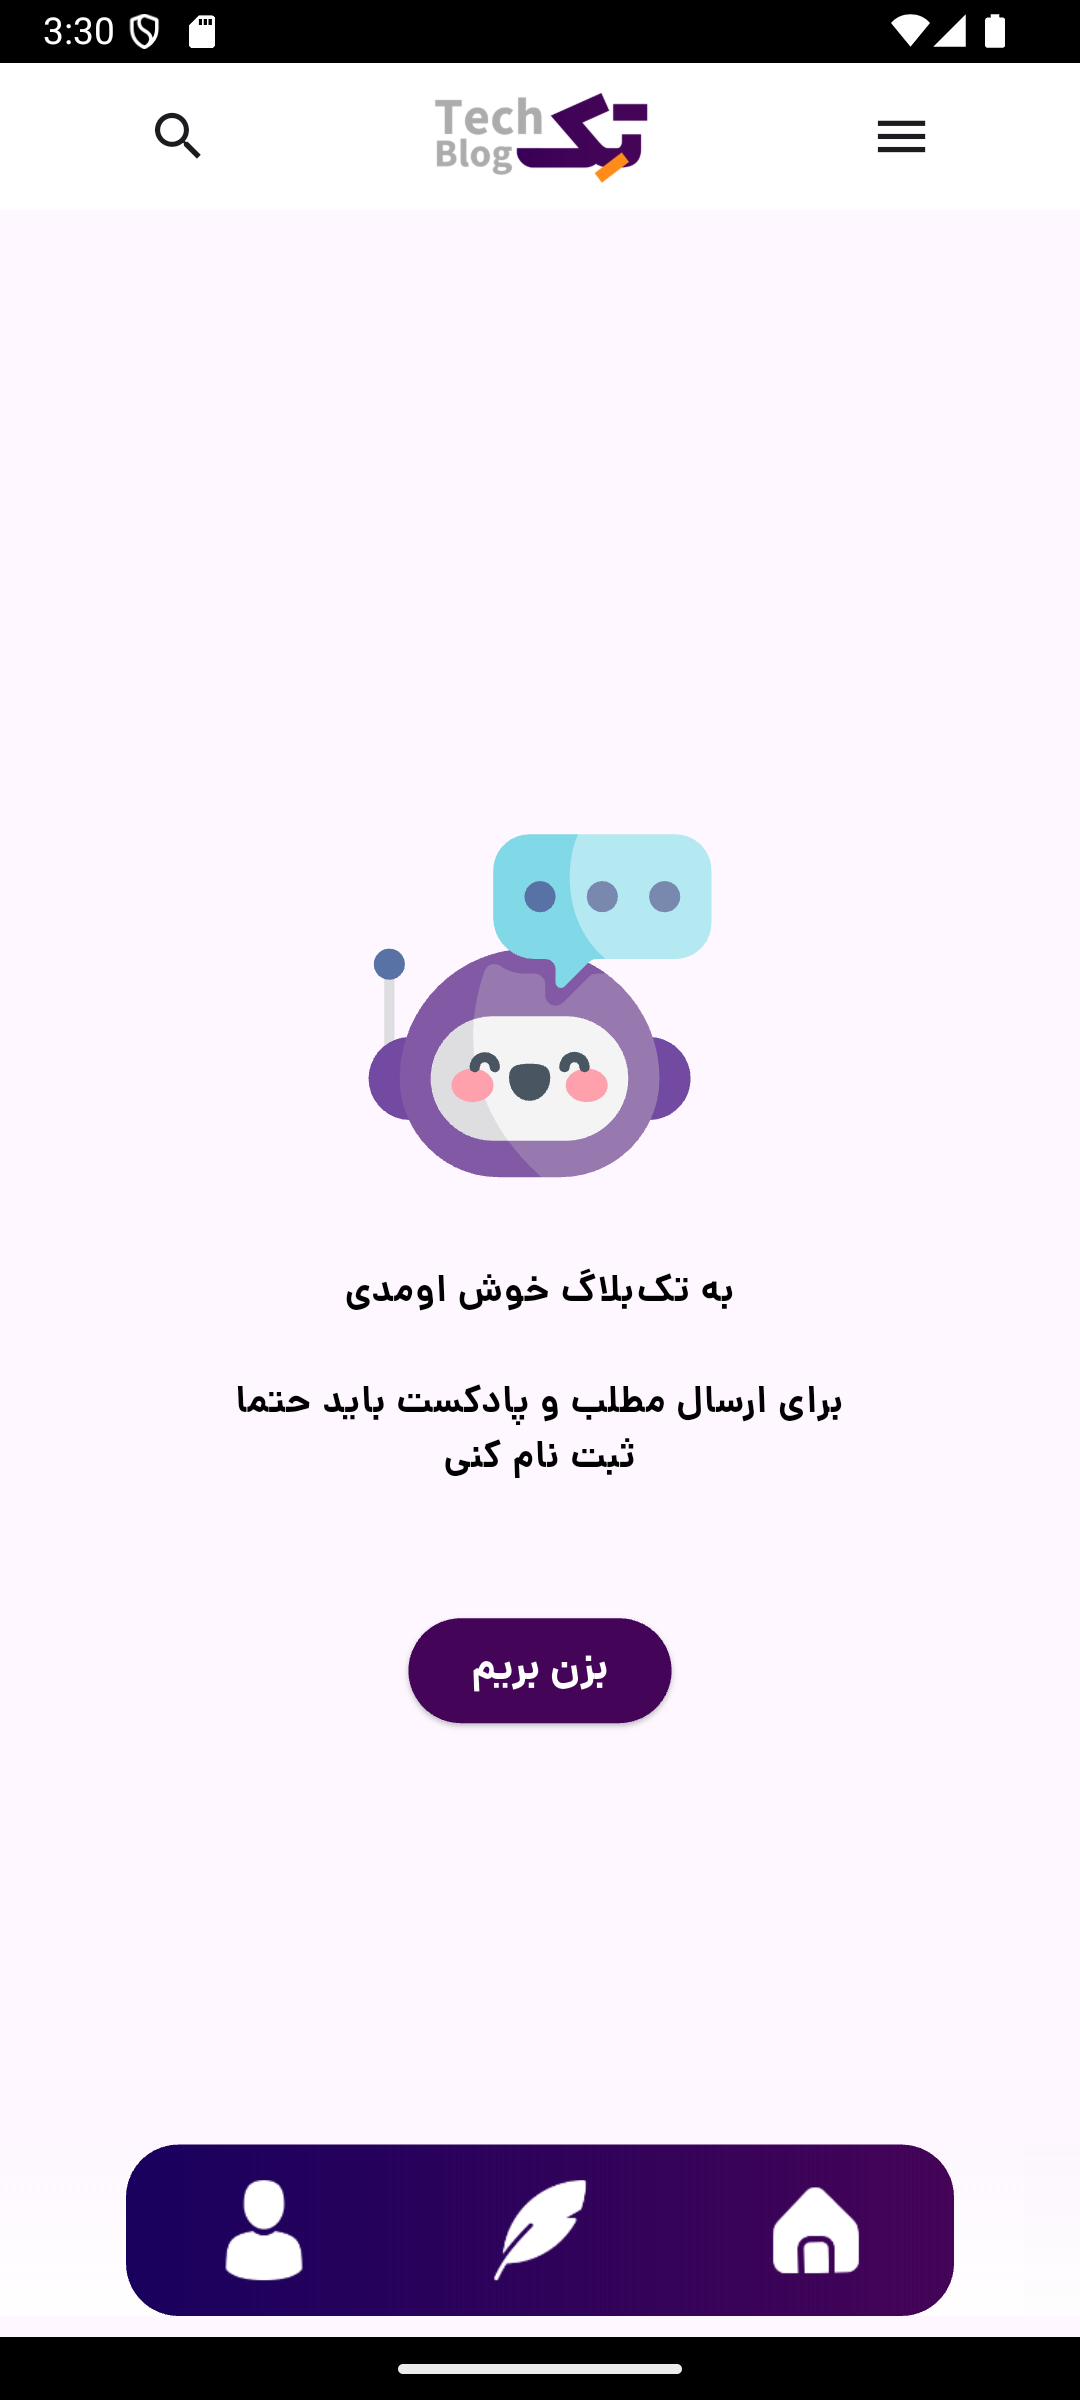 3:30
Tech تک
Blog
به تک‌بلاگ خوش اومدی
برای ارسال مطلب و پادکست باید حتما
ثبت نام کنی
بزن بریم